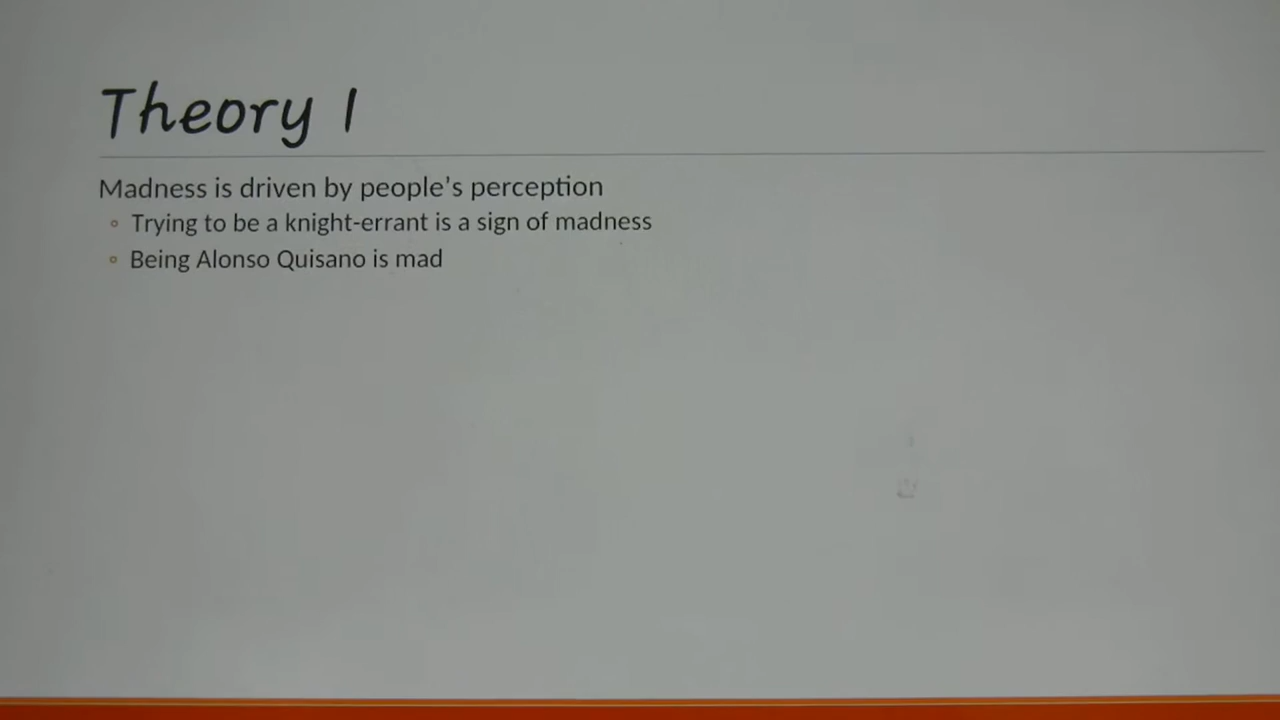 Theory 1
Madness is driven by people's perception
Trying to be a knight-errant is a sign of madness
Being Alonso Quisano is mad